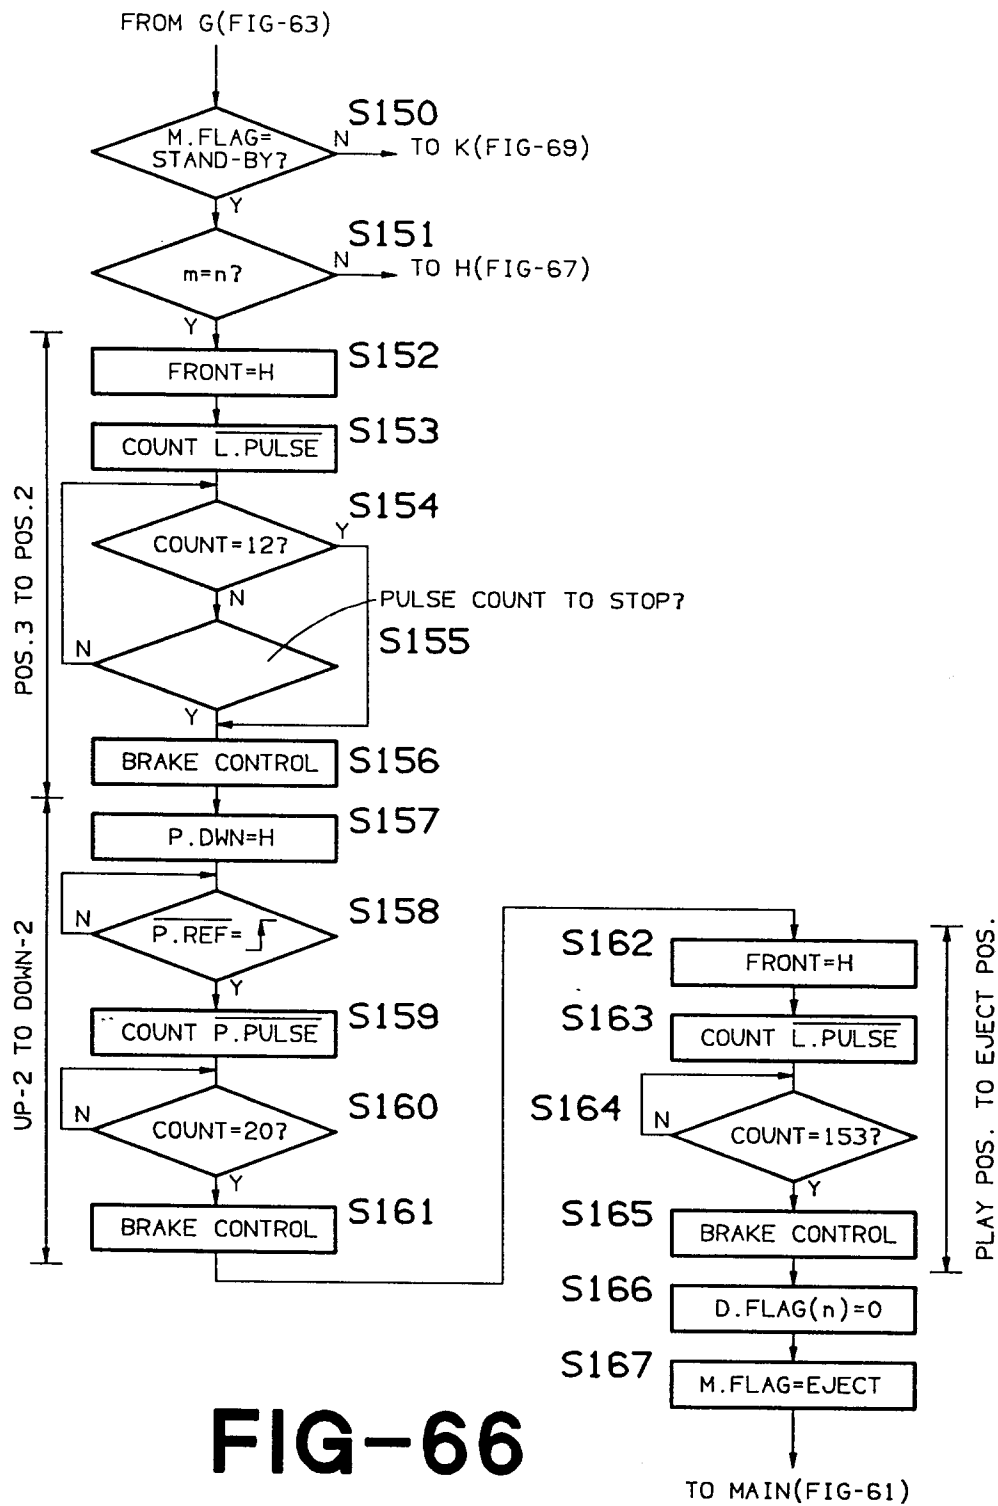 FROM G(FIG-63)
S150
M.FLAG=
STAND-BY?
N
TO K(FIG-69)
Y
S151
m=n?
N
TO H(FIG-67)
Y
S152
FRONT=H
S153
COUNT L.PULSE
S154
COUNT=12?
Y
N
PULSE COUNT TO STOP?
S155
N
Y
BRAKE CONTROL
S156
POS.3 TO POS.2
S157
P.DWN=H
S158
P.REF=
N
Y
S159
COUNT P.PULSE
S160
COUNT=20?
N
Y
S161
BRAKE CONTROL
UP-2 TO DOWN-2
S162
FRONT=H
S163
COUNT L.PULSE
S164
N
COUNT=153?
Y
S165
BRAKE CONTROL
PLAY POS. TO EJECT POS.
S166
D.FLAG(n)=0
S167
M.FLAG=EJECT
TO MAIN(FIG-61)
FIG-66